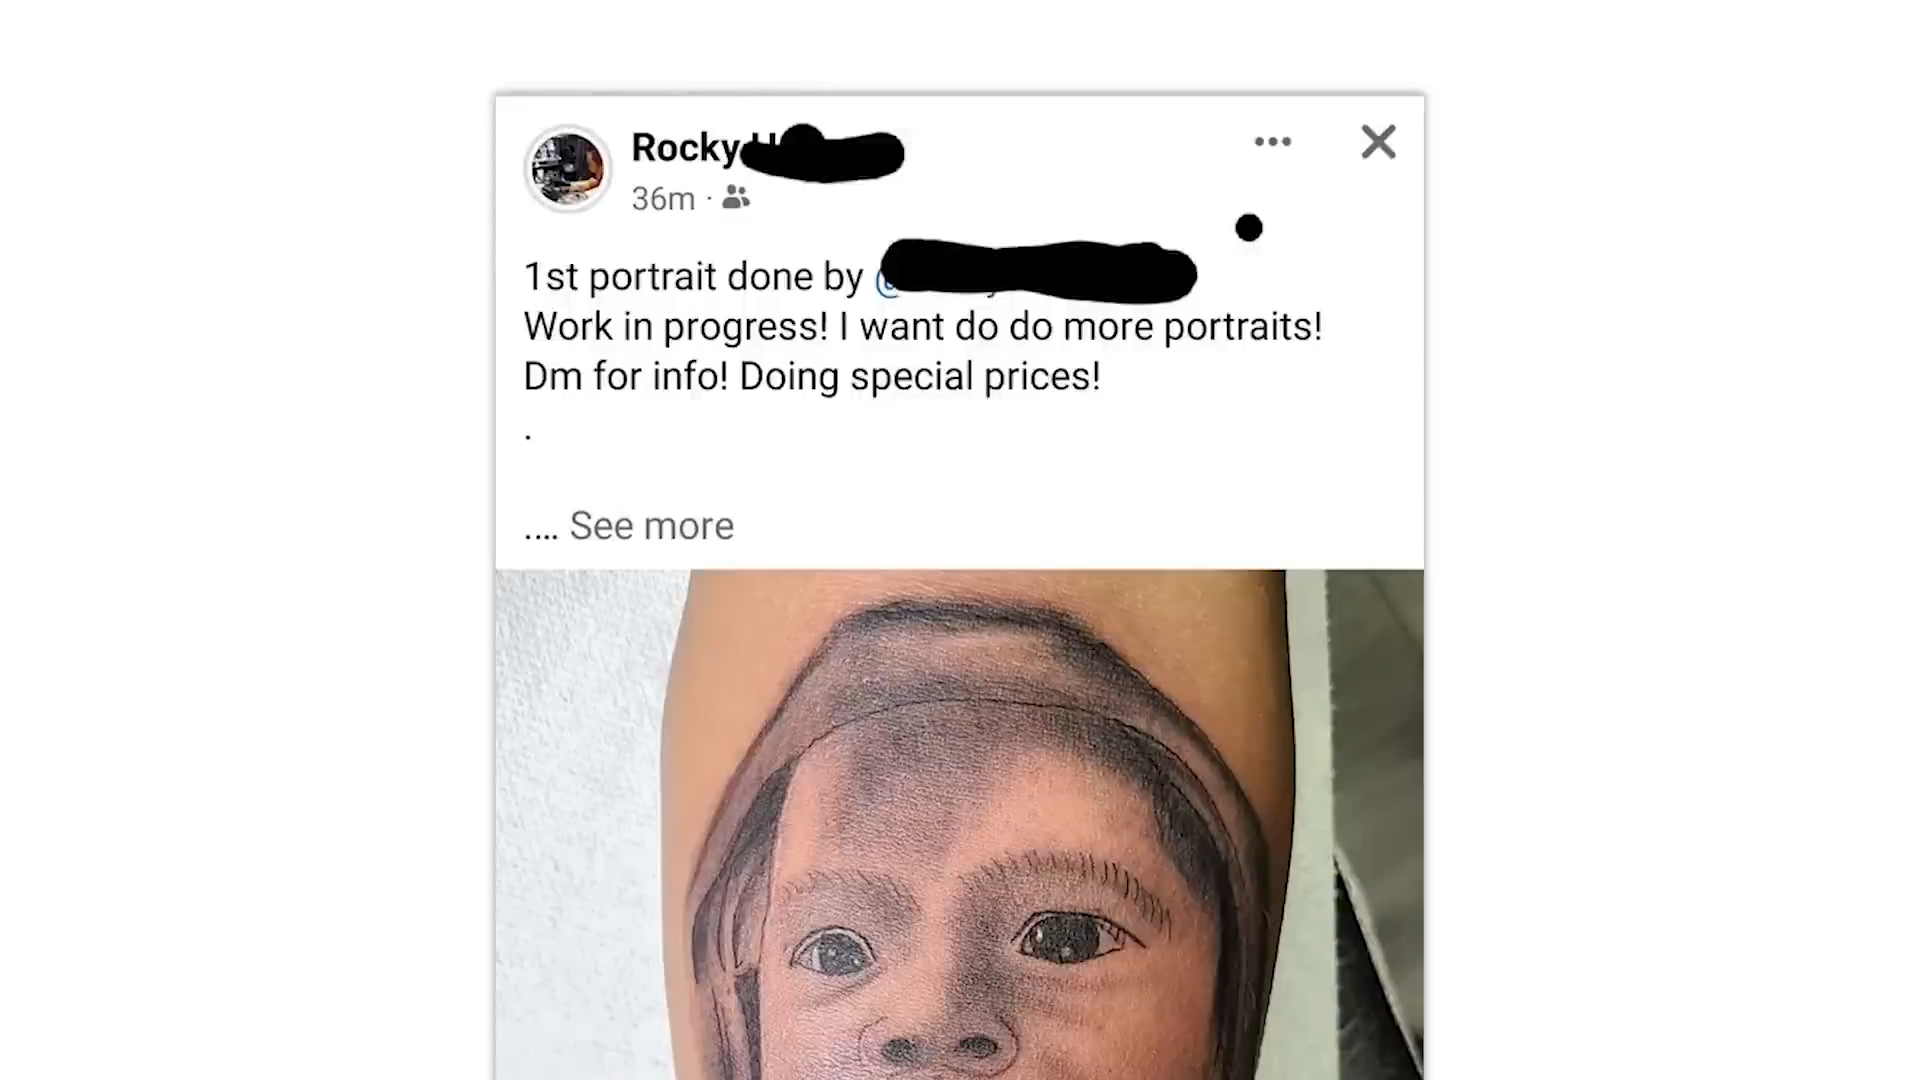 Rocky
36m ·
1st portrait done by @
Work in progress! I want do do more portraits!
Dm for info! Doing special prices!
.
.... See more